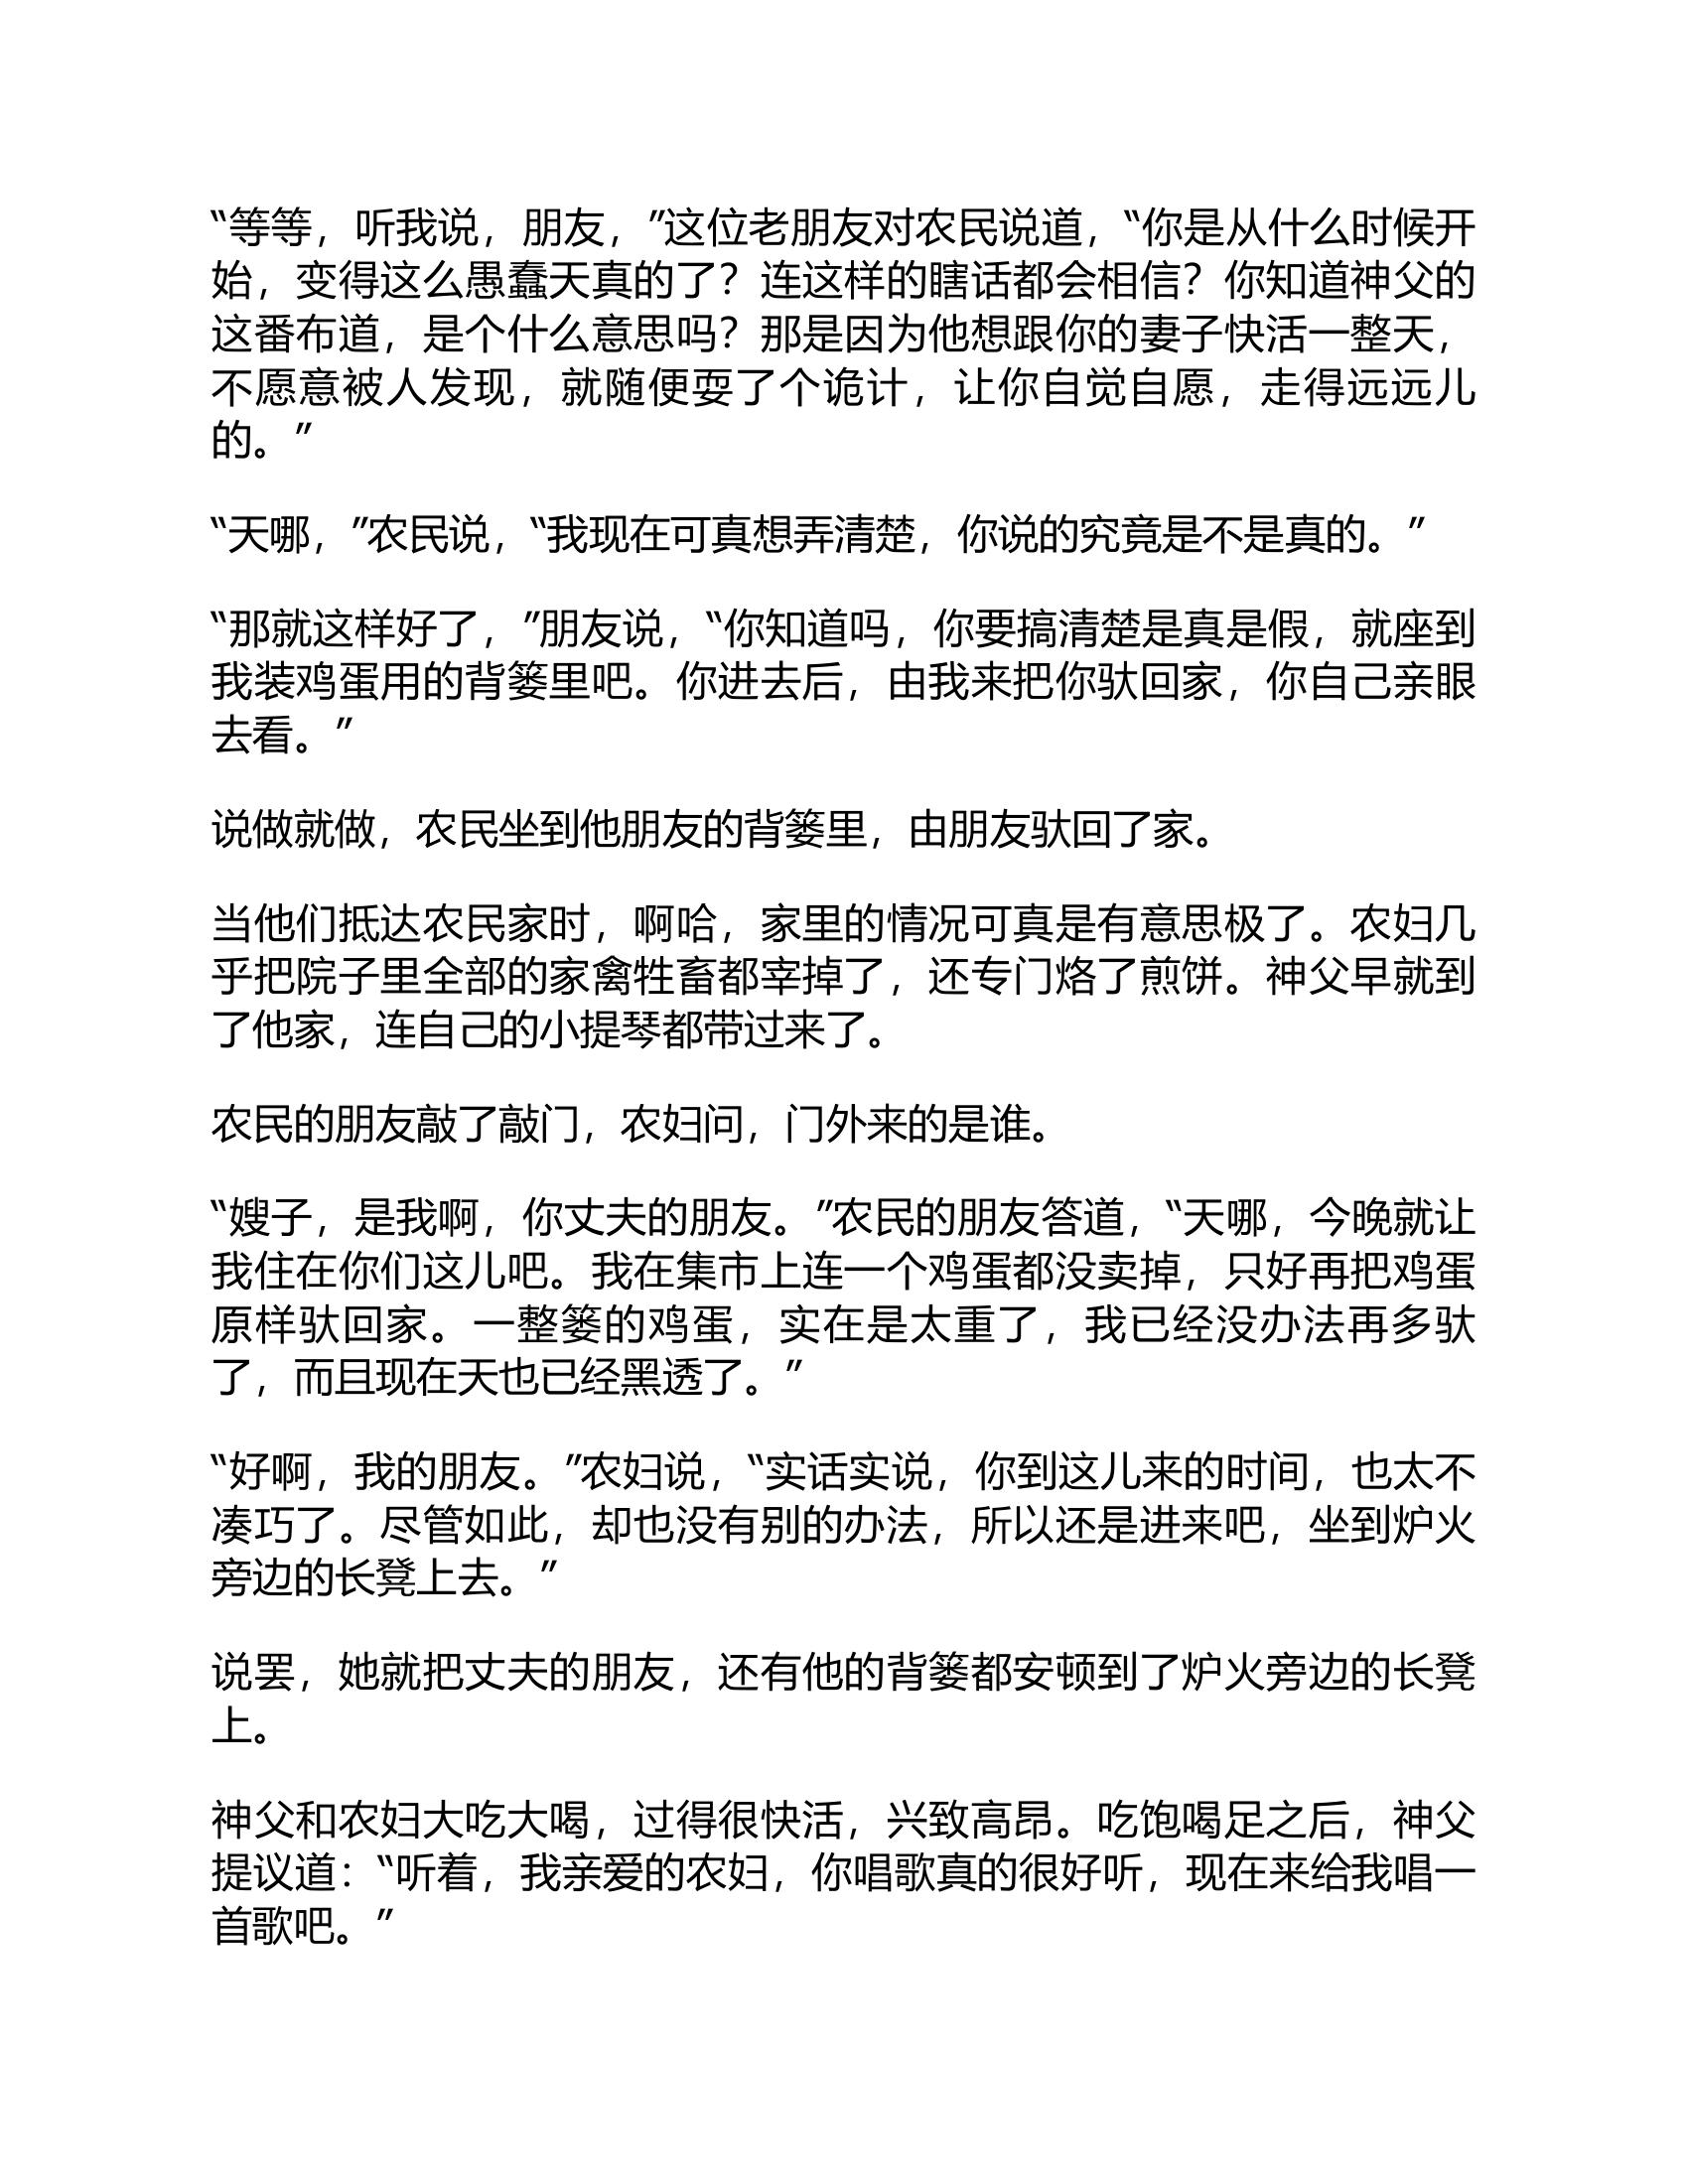 “等等，听我说，朋友，”这位老朋友对农民说道，“你是从什么时候开
始，变得这么愚蠢天真的了？连这样的瞎话都会相信？你知道神父的
这番布道，是个什么意思吗？那是因为他想跟你的妻子快活一整天，
不愿意被人发现，就随便耍了个诡计，让你自觉自愿，走得远远儿
的。”
“天哪，”农民说，“我现在可真想弄清楚，你说的究竟是不是真的。”
“那就这样好了，”朋友说，“你知道吗，你要搞清楚是真是假，就座到
我装鸡蛋用的背篓里吧。你进去后，由我来把你驮回家，你自己亲眼
去看。”
说做就做，农民坐到他朋友的背篓里，由朋友驮回了家。
当他们抵达农民家时，啊哈，家里的情况可真是有意思极了。农妇几
乎把院子里全部的家禽牲畜都宰掉了，还专门烙了煎饼。神父早就到
了他家，连自己的小提琴都带过来了。
农民的朋友敲了敲门，农妇问，门外来的是谁。
“嫂子，是我啊，你丈夫的朋友。”农民的朋友答道，“天哪，今晚就让
我住在你们这儿吧。我在集市上连一个鸡蛋都没卖掉，只好再把鸡蛋
原样驮回家。一整篓的鸡蛋，实在是太重了，我已经没办法再多驮
了，而且现在天也已经黑透了。”
“好啊，我的朋友。”农妇说，“实话实说，你到这儿来的时间，也太不
凑巧了。尽管如此，却也没有别的办法，所以还是进来吧，坐到炉火
旁边的长凳上去。”
说罢，她就把丈夫的朋友，还有他的背篓都安顿到了炉火旁边的长凳
上。
神父和农妇大吃大喝，过得很快活，兴致高昂。吃饱喝足之后，神父
提议道：“听着，我亲爱的农妇，你唱歌真的很好听，现在来给我唱一
首歌吧。”